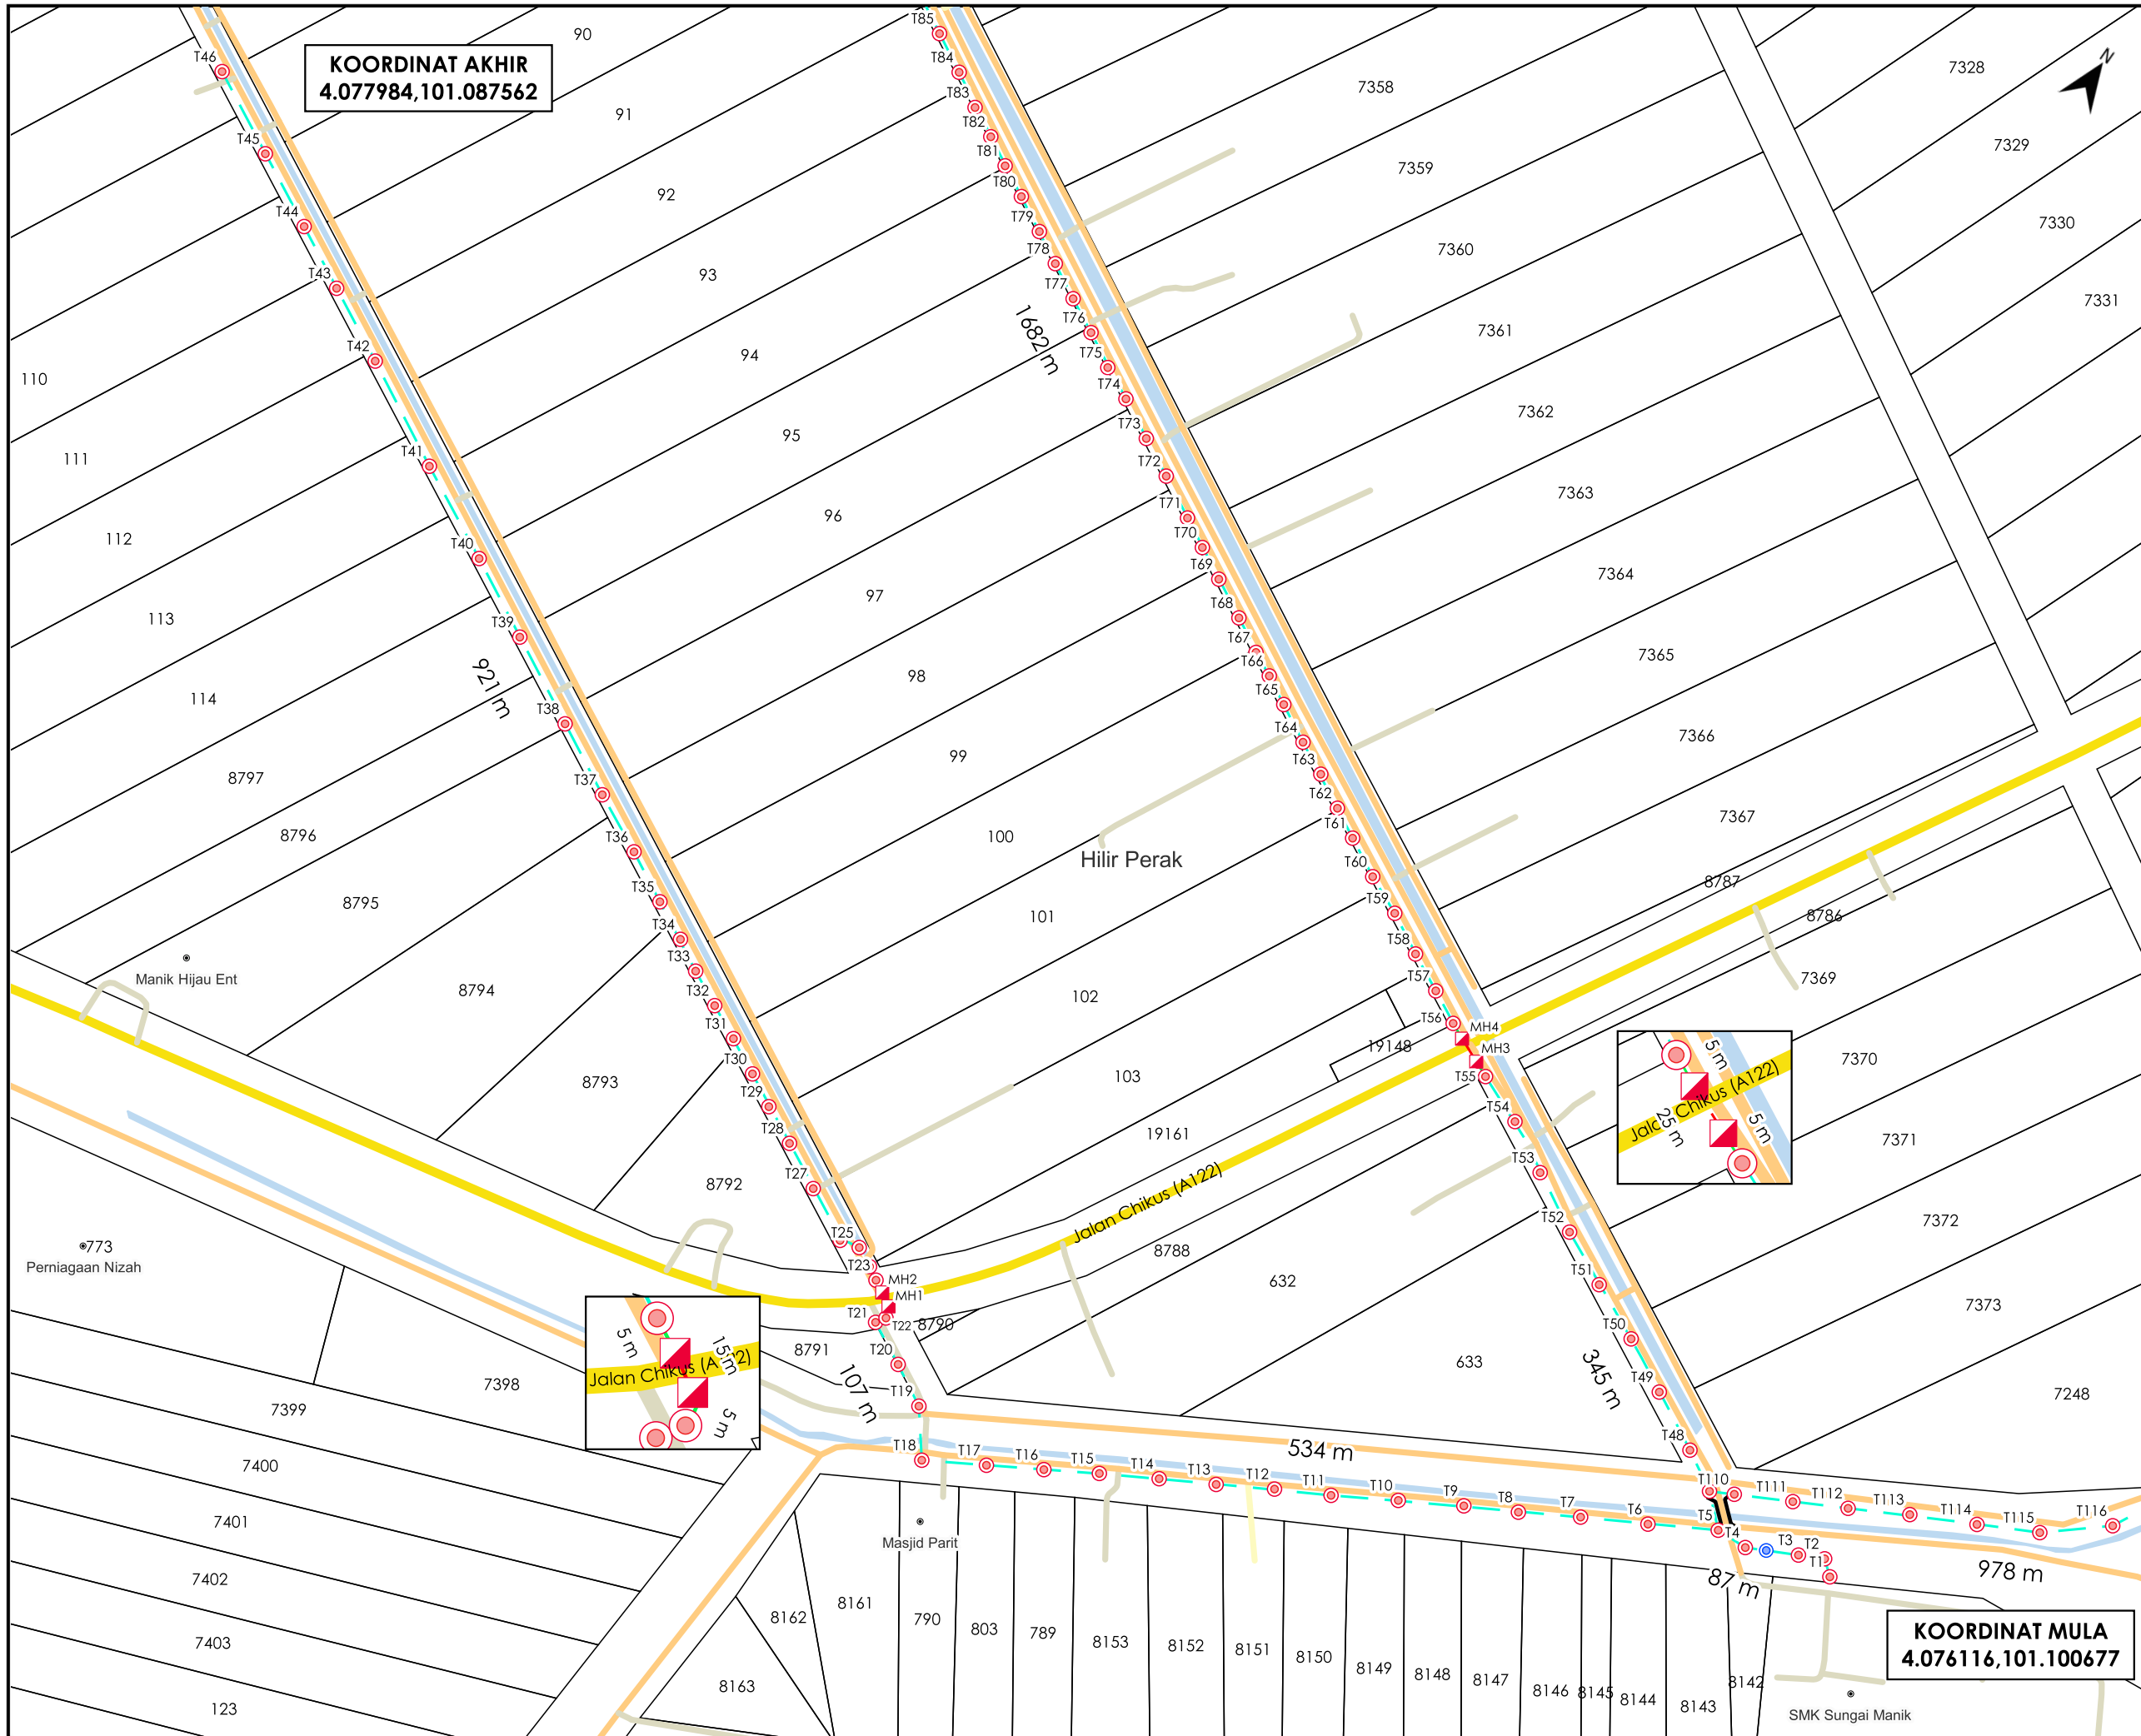 KOORDINAT AKHIR
4.077984,101.087562
N
90
91
92
93
94
95
96
97
98
99
100
101
102
103
19161
19148
110
111
112
113
114
8797
8796
8795
8794
8793
8792
7358
7359
7360
7361
7362
7363
7364
7365
7366
7367
8787
8786
7369
7370
7371
7372
7373
7248
7328
7329
7330
7331
T46
T45
T44
T43
T42
T41
T40
T39
T38
T37
T36
T35
T34
T33
T32
T31
T30
T29
T28
T27
T25
T23
MH2
MH1
T21
T22
T20
T19
T18
T85
T84
T83
T82
T81
T80
T79
T78
T77
T76
T75
T74
T73
T72
T71
T70
T69
T68
T67
T66
T65
T64
T63
T62
T61
T60
T59
T58
T57
T56
MH4
MH3
T55
T54
T53
T52
T51
T50
T49
T48
1682 m
921 m
107 m
345 m
534 m
87 m
978 m
Hilir Perak
Manik Hijau Ent
773
Perniagaan Nizah
Jalan Chikus (A122)
5 m
Jalan Chikus (A122)
25 m
5 m
5 m
15 m
Jalan Chikus (A122)
5 m
8788
632
633
8790
8791
7398
7399
7400
7401
7402
7403
123
T17
T16
T15
T14
T13
T12
T11
T10
T9
T8
T7
T6
T5
T4
T3
T2
T1
T110
T111
T112
T113
T114
T115
T116
Masjid Parit
8163
8162
8161
790
803
789
8153
8152
8151
8150
8149
8148
8147
8146
8145
8144
8143
8142
KOORDINAT MULA
4.076116,101.100677
SMK Sungai Manik